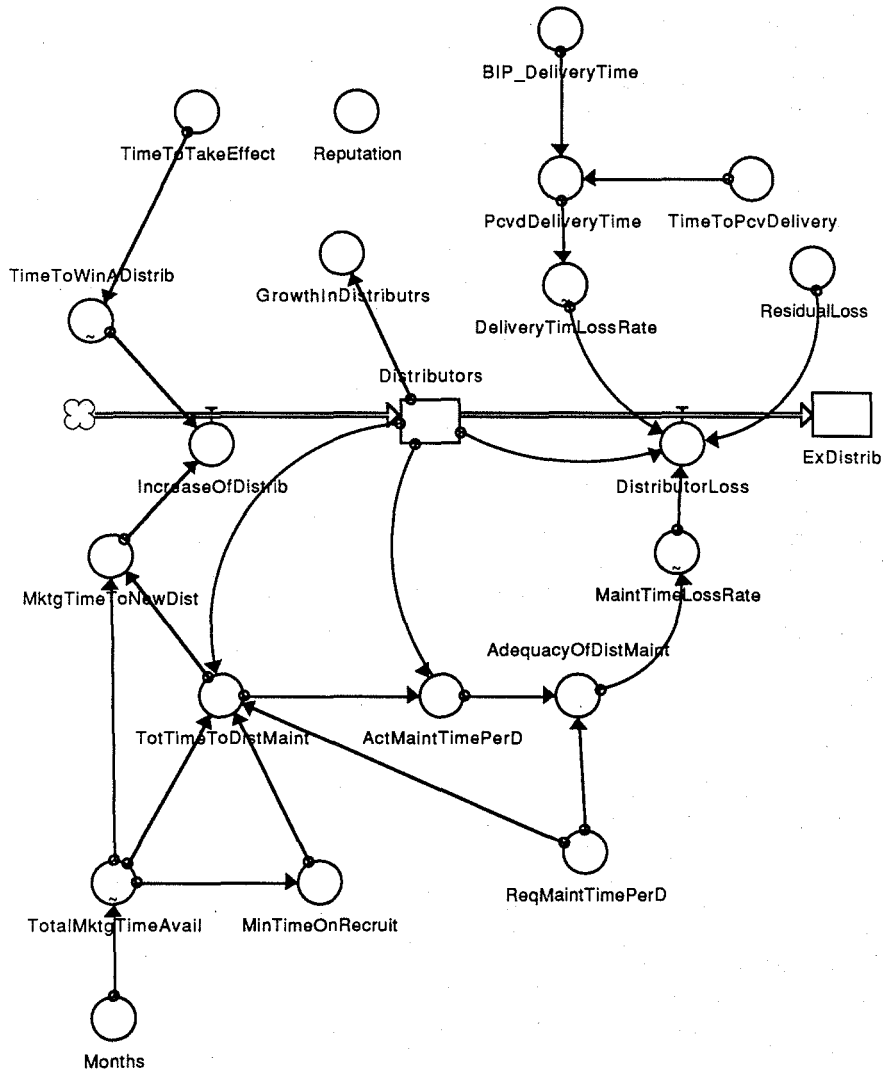 BIP_DeliveryTime
TimeToTakeEffect
Reputation
PcvdDeliveryTime
TimeToPcvDelivery
TimeToWinADistrib
GrowthInDistributrs
DeliveryTimLossRate
ResidualLoss
Distributors
IncreaseOfDistrib
DistributorLoss
ExDistrib
MktgTimeToNewDist
MaintTimeLossRate
AdequacyOfDistMaint
TotTimeToDistMaint
ActMaintTimePerD
ReqMaintTimePerD
TotalMktgTimeAvail
MinTimeOnRecruit
Months